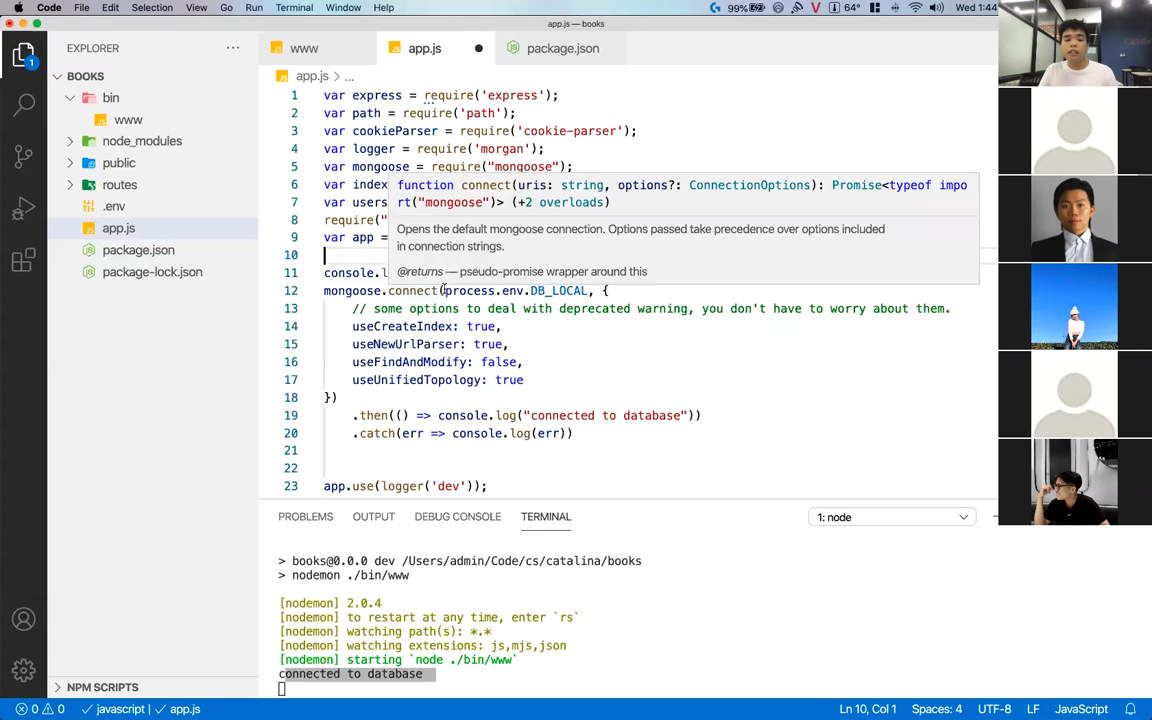 Code File Edit Selection View Go Run Terminal Window Help
99% 64° Wed 1:44
app.js — books
EXPLORER
BOOKS
bin
www
node_modules
public
routes
.env
app.js
package.json
package-lock.json
NPM SCRIPTS
1
www
app.js
package.json
app.js > ...
1 var express = require('express');
2 var path = require('path');
3 var cookieParser = require('cookie-parser');
4 var logger = require('morgan');
5 var mongoose = require("mongoose");
6 var index
7 var users
8 require("
9 var app =
10
11 console.l
12 mongoose.connect(process.env.DB_LOCAL, {
13 // some options to deal with deprecated warning, you don't have to worry about them.
14 useCreateIndex: true,
15 useNewUrlParser: true,
16 useFindAndModify: false,
17 useUnifiedTopology: true
18 })
19 .then(() => console.log("connected to database"))
20 .catch(err => console.log(err))
21
22
23 app.use(logger('dev'));
function connect(uris: string, options?: ConnectionOptions): Promise<typeof impo
rt("mongoose")> (+2 overloads)
Opens the default mongoose connection. Options passed take precedence over options included
in connection strings.
@returns — pseudo-promise wrapper around this
PROBLEMS OUTPUT DEBUG CONSOLE TERMINAL
1: node
> books@0.0.0 dev /Users/admin/Code/cs/catalina/books
> nodemon ./bin/www
[nodemon] 2.0.4
[nodemon] to restart at any time, enter `rs`
[nodemon] watching path(s): *.*
[nodemon] watching extensions: js,mjs,json
[nodemon] starting `node ./bin/www`
connected to database
0 0 javascript | app.js
Ln 10, Col 1 Spaces: 4 UTF-8 LF JavaScript